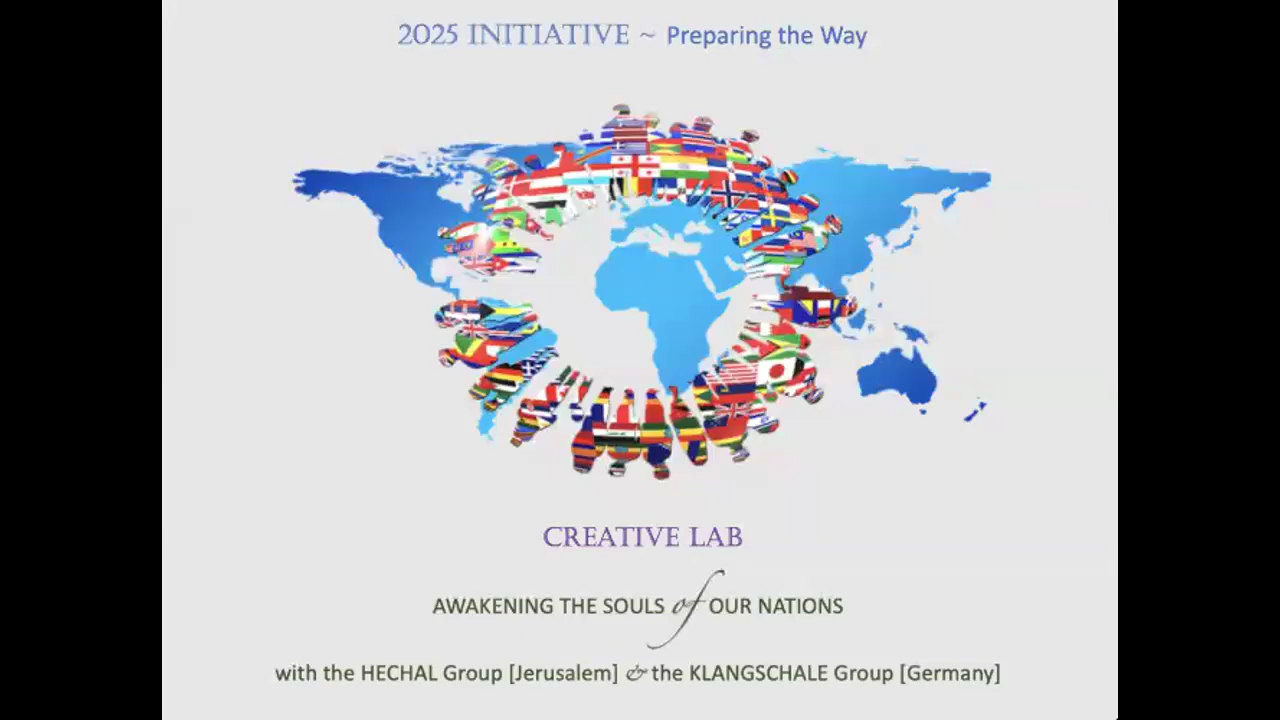 2025 INITIATIVE ~ Preparing the Way
CREATIVE LAB
AWAKENING THE SOULS of OUR NATIONS
with the HECHAL Group [Jerusalem] & the KLANGSCHALE Group [Germany]